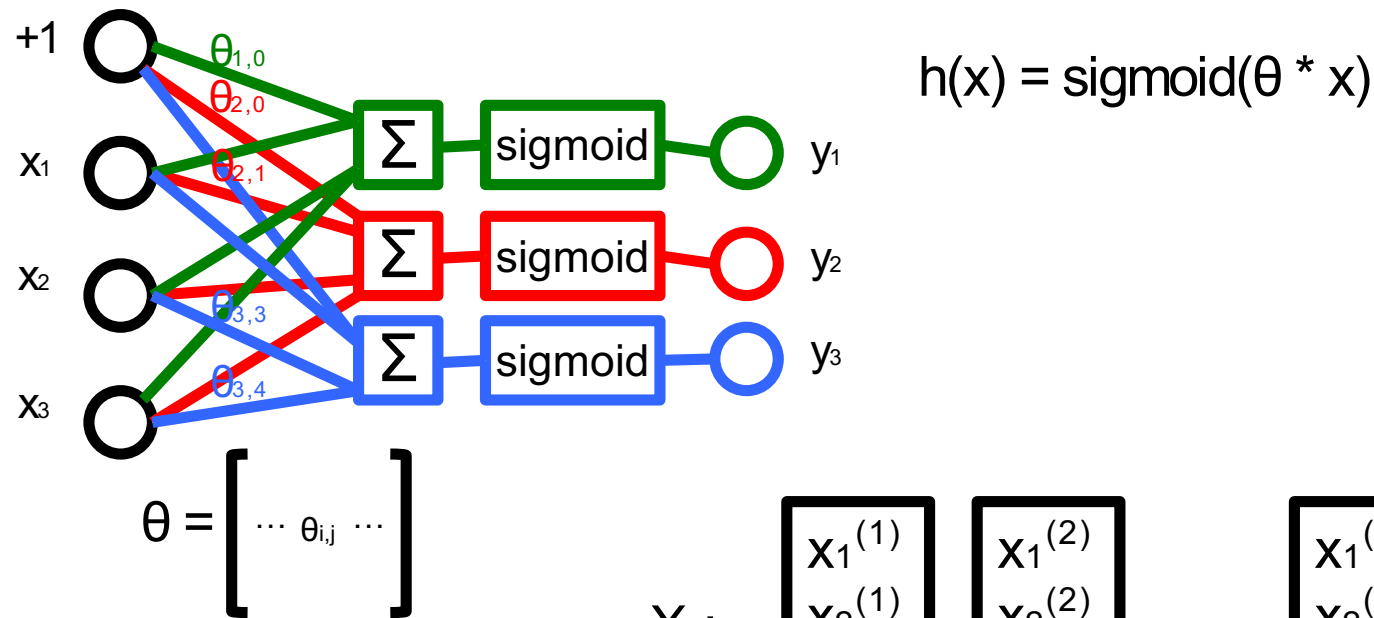 +1
θ1,0
h(x) = sigmoid(θ * x)
θ2,0
Σ sigmoid y₁
x₁
θ2,1
Σ sigmoid y₂
x₂
θ3,3
Σ sigmoid y₃
θ3,4
x₃
θ = [ ... θi,j ... ]
x₁⁽¹⁾ x₁⁽²⁾ x₁⁽